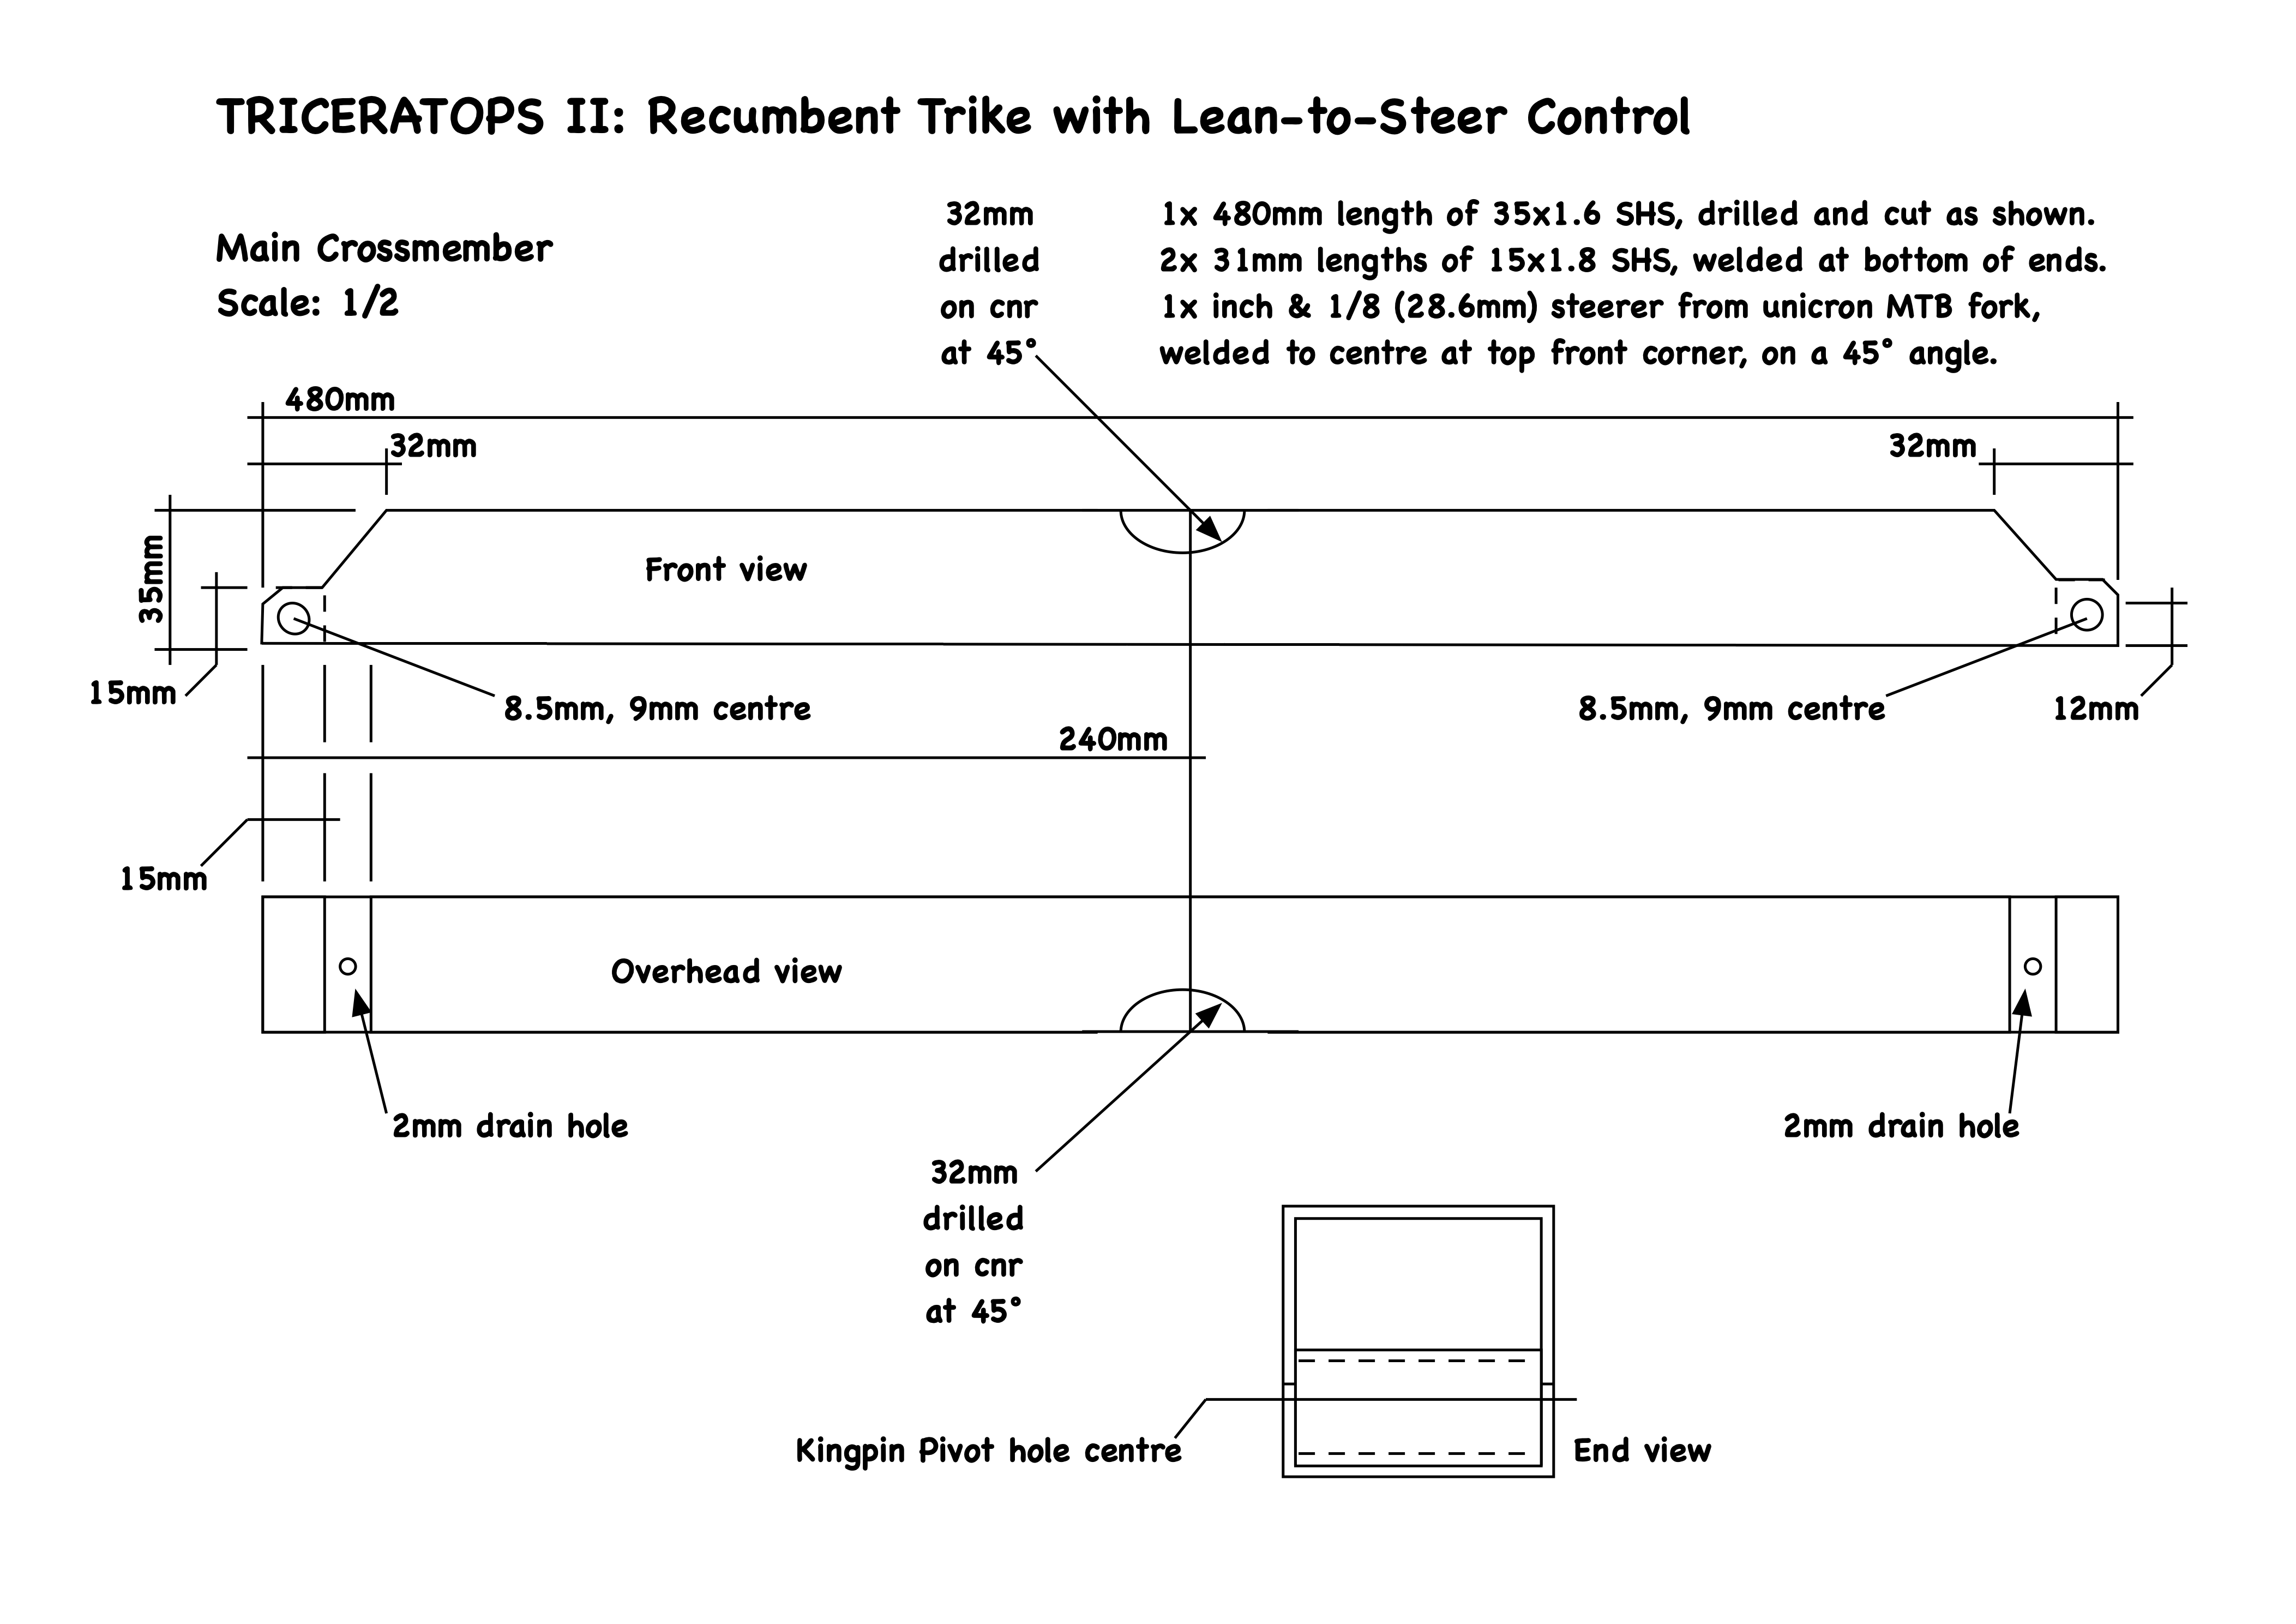 TRICERATOPS II: Recumbent Trike with Lean-to-Steer Control
Main Crossmember
Scale: 1/2
32mm
drilled
on cnr
at 45°
1x 480mm length of 35x1.6 SHS, drilled and cut as shown.
2x 31mm lengths of 15x1.8 SHS, welded at bottom of ends.
1x inch & 1/8 (28.6mm) steerer from unicron MTB fork,
welded to centre at top front corner, on a 45° angle.
480mm
32mm
32mm
35mm
Front view
15mm
8.5mm, 9mm centre
8.5mm, 9mm centre
12mm
240mm
15mm
Overhead view
2mm drain hole
2mm drain hole
32mm
drilled
on cnr
at 45°
Kingpin Pivot hole centre
End view